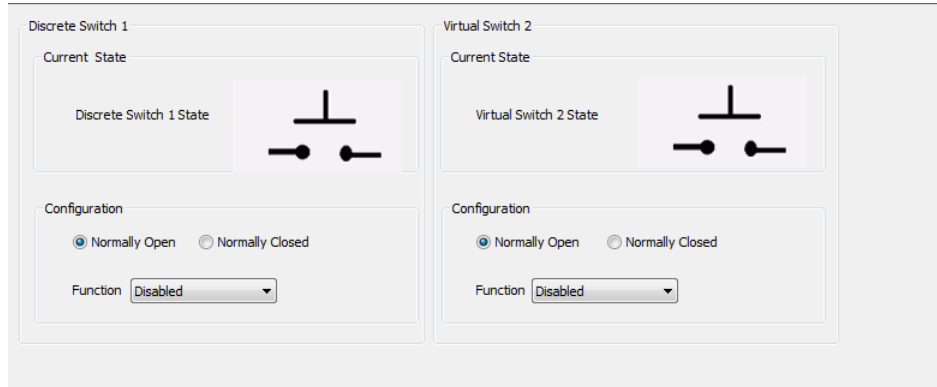 Discrete Switch 1
Current State
Discrete Switch 1 State
Configuration
Normally Open Normally Closed
Function Disabled
Virtual Switch 2
Current State
Virtual Switch 2 State
Configuration
Normally Open Normally Closed
Function Disabled